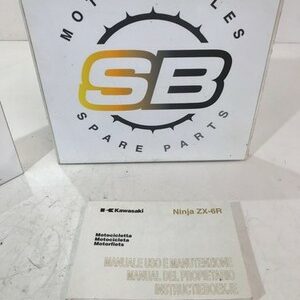 MOTORCYCLES
SB
SPARE PARTS
Kawasaki
Ninja ZX-6R
Motocicletta
Motocicleta
Motorfiets
MANUALE USO E MANUTENZIONE
MANUAL DEL PROPIETARIO
INSTRUCTIEBOEKJE